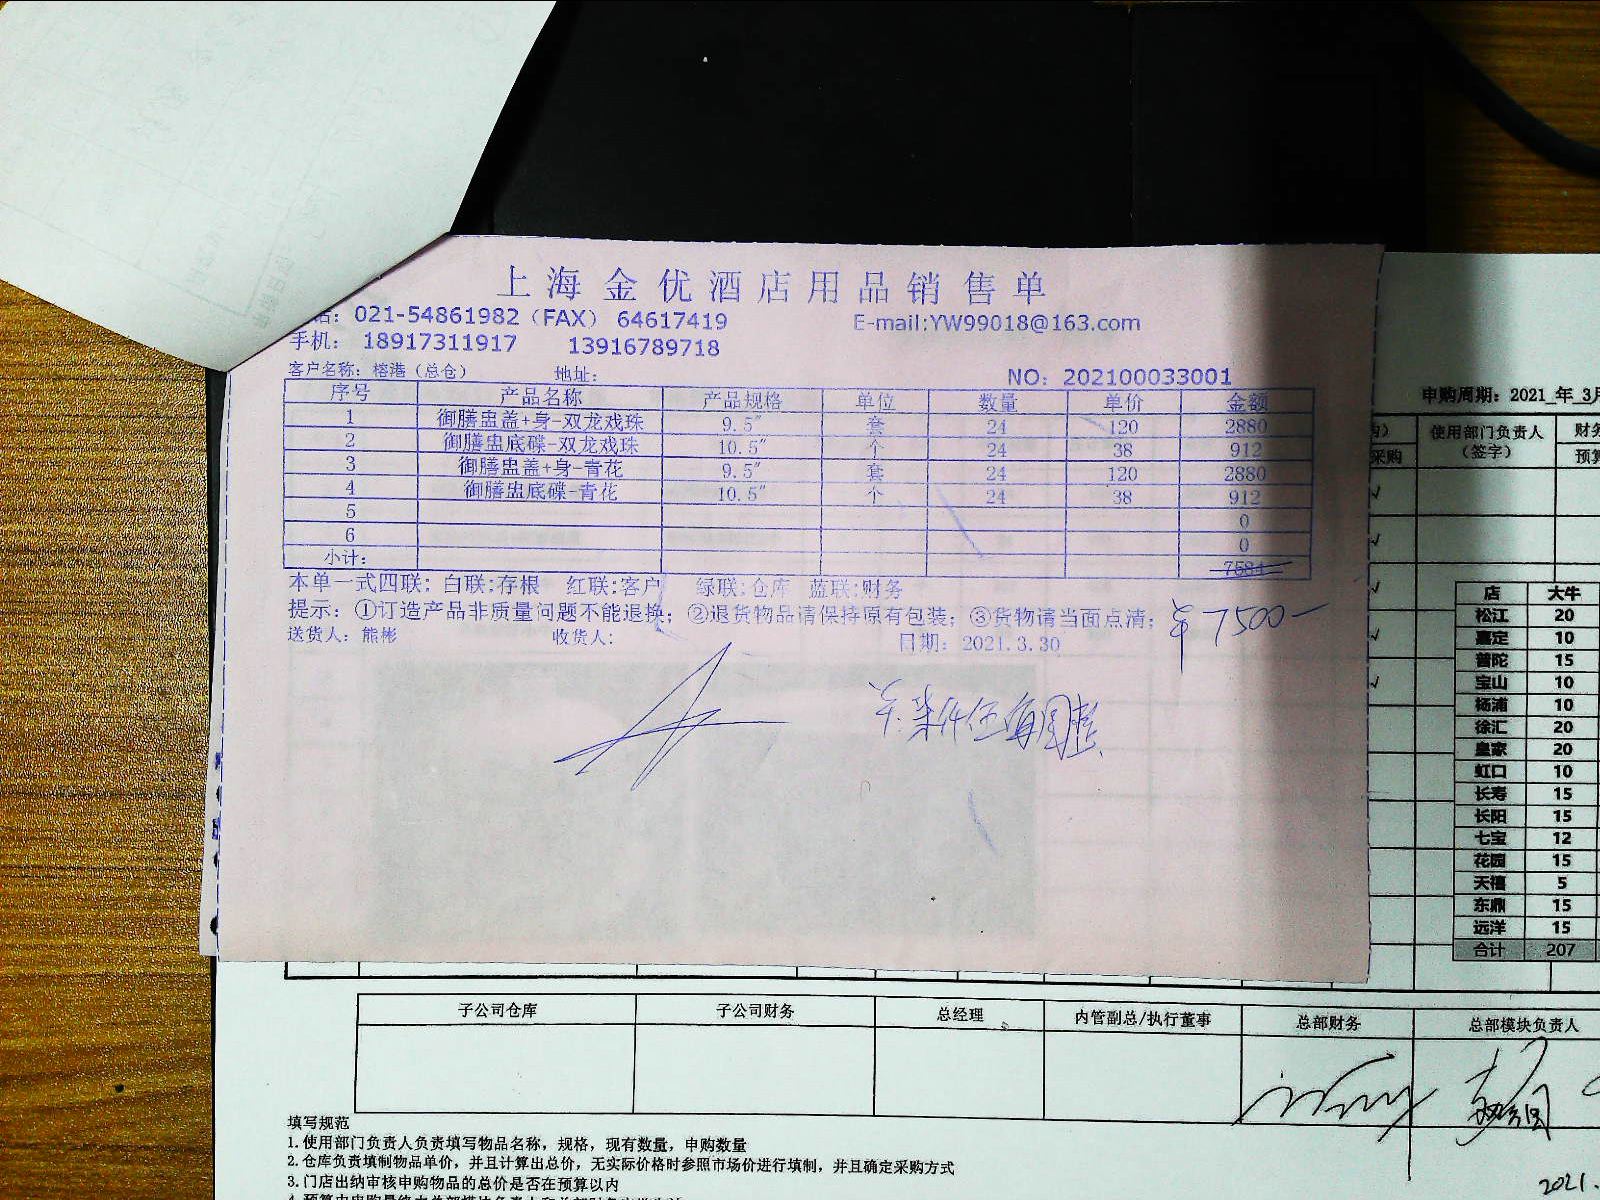 上海金优酒店用品销售单
话：021-54861982（FAX） 64617419 E-mail:YW99018@163.com
手机： 18917311917 13916789718
客户名称：榕港（总仓） 地址： NO：202100033001
序号 产品名称 产品规格 单位 数量 单价 金额
1 御膳盅盖+身-双龙戏珠 9.5" 套 24 120 2880
2 御膳盅底碟-双龙戏珠 10.5" 个 24 38 912
3 御膳盅盖+身-青花 9.5" 套 24 120 2880
4 御膳盅底碟-青花 10.5" 个 24 38 912
5 0
6 0
小计： 7584
本单一式四联：白联:存根 红联:客户 绿联:仓库 蓝联:财务
提示：①订造产品非质量问题不能退换；②退货物品请保持原有包装；③货物请当面点清；
¥7500-
送货人：熊彬 收货人： 日期：2021.3.30
申购周期：2021 年 3月
采购 使用部门负责人（签字） 财务
预算
店 大牛
松江 20
嘉定 10
普陀 15
宝山 10
杨浦 10
徐汇 20
皇家 20
虹口 10
长寿 15
长阳 15
七宝 12
花园 15
天禧 5
东鼎 15
远洋 15
合计 207
子公司仓库 子公司财务 总经理 内管副总/执行董事 总部财务 总部模块负责人
填写规范
1.使用部门负责人负责填写物品名称，规格，现有数量，申购数量
2.仓库负责填制物品单价，并且计算出总价，无实际价格时参照市场价进行填制，并且确定采购方式
3.门店出纳审核申购物品的总价是否在预算以内
2021.